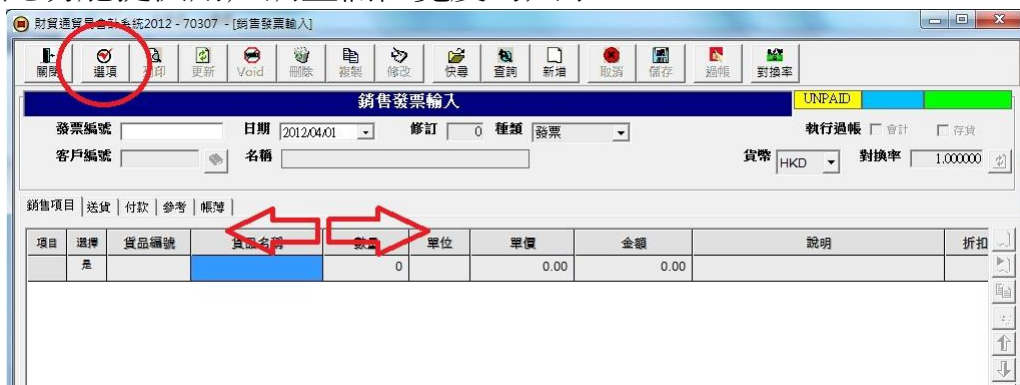 財貿通貿易會計系統2012 - 70307 - [銷售發票輸入]
關閉 選項 列印 更新 Void 刪除 複製 修改 快尋 查詢 新增 取消 儲存 過帳 對換率
銷售發票輸入 UNPAID
發票編號 日期 2012/04/01 修訂 0 種類 發票 執行過帳 會計 存貨
客戶編號 名稱 貨幣 HKD 對換率 1.000000
銷售項目 送貨 付款 參考 帳簿
項目 選擇 貨品編號 貨品名稱 數量 單位 單價 金額 說明 折扣
是 0 0.00 0.00